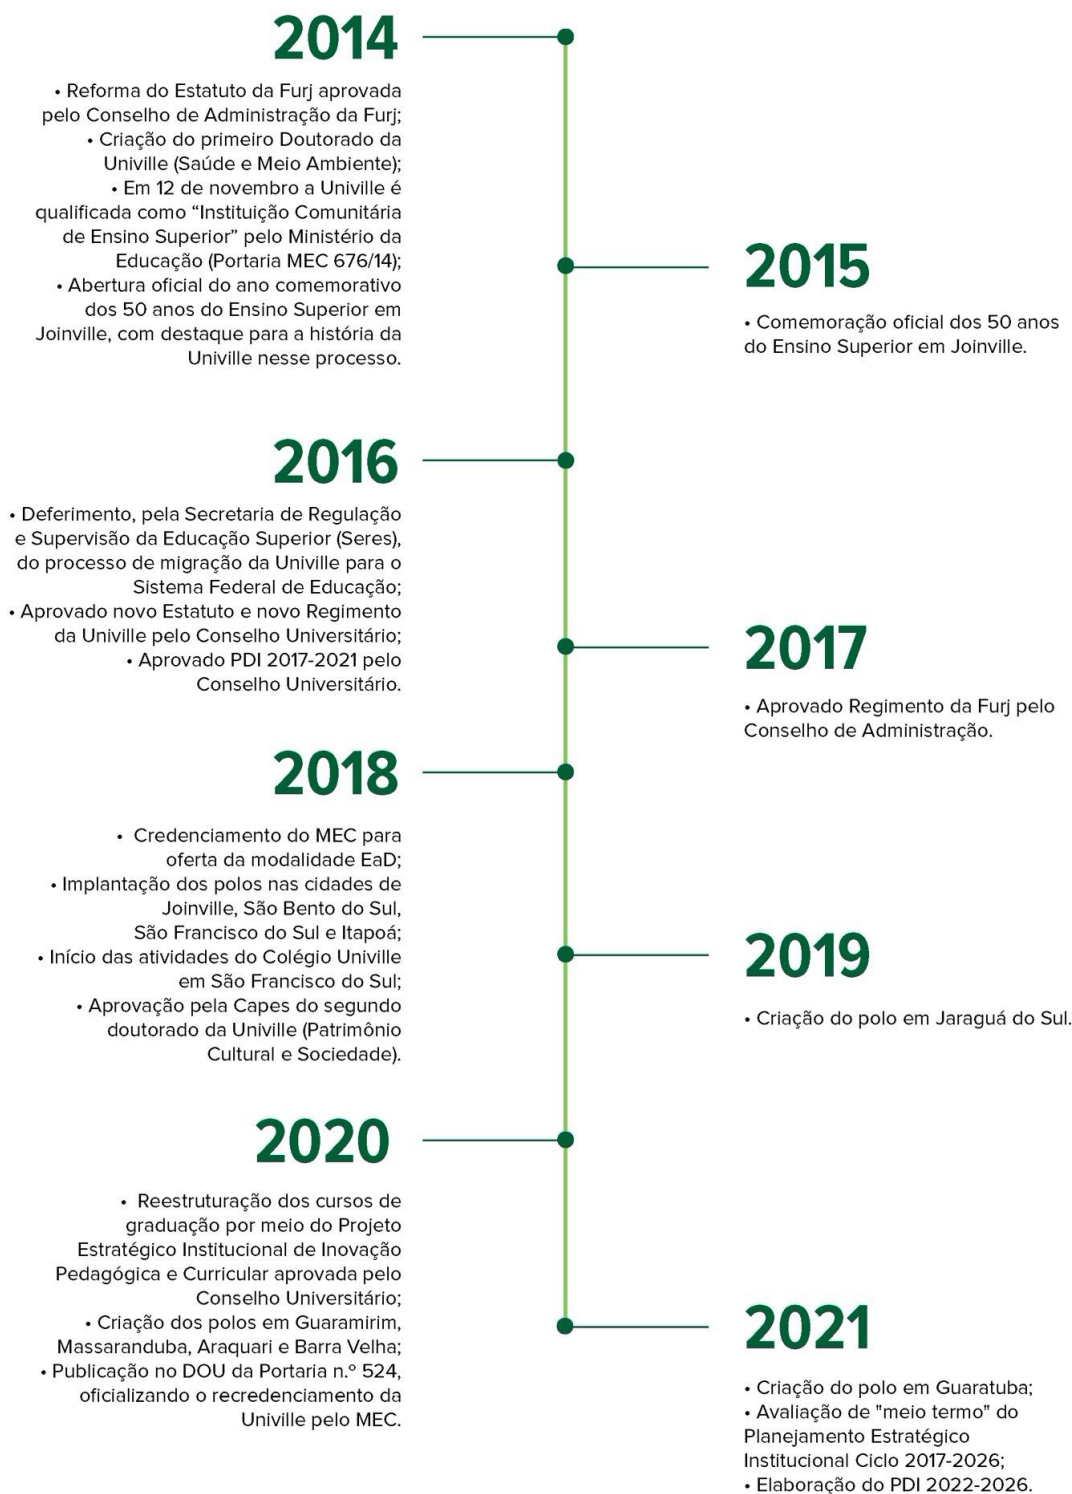 2014
• Reforma do Estatuto da Furj aprovada
pelo Conselho de Administração da Furj;
• Criação do primeiro Doutorado da
Univille (Saúde e Meio Ambiente);
• Em 12 de novembro a Univille é
qualificada como “Instituição Comunitária
de Ensino Superior” pelo Ministério da
Educação (Portaria MEC 676/14);
• Abertura oficial do ano comemorativo
dos 50 anos do Ensino Superior em
Joinville, com destaque para a história da
Univille nesse processo.
2015
• Comemoração oficial dos 50 anos
do Ensino Superior em Joinville.
2016
• Deferimento, pela Secretaria de Regulação
e Supervisão da Educação Superior (Seres),
do processo de migração da Univille para o
Sistema Federal de Educação;
• Aprovado novo Estatuto e novo Regimento
da Univille pelo Conselho Universitário;
• Aprovado PDI 2017-2021 pelo
Conselho Universitário.
2017
• Aprovado Regimento da Furj pelo
Conselho de Administração.
2018
• Credenciamento do MEC para
oferta da modalidade EaD;
• Implantação dos polos nas cidades de
Joinville, São Bento do Sul,
São Francisco do Sul e Itapoá;
• Início das atividades do Colégio Univille
em São Francisco do Sul;
• Aprovação pela Capes do segundo
doutorado da Univille (Patrimônio
Cultural e Sociedade).
2019
• Criação do polo em Jaraguá do Sul.
2020
• Reestruturação dos cursos de
graduação por meio do Projeto
Estratégico Institucional de Inovação
Pedagógica e Curricular aprovada pelo
Conselho Universitário;
• Criação dos polos em Guaramirim,
Massaranduba, Araquari e Barra Velha;
• Publicação no DOU da Portaria n.º 524,
oficializando o recredenciamento da
Univille pelo MEC.
2021
• Criação do polo em Guaratuba;
• Avaliação de "meio termo" do
Planejamento Estratégico
Institucional Ciclo 2017-2026;
• Elaboração do PDI 2022-2026.